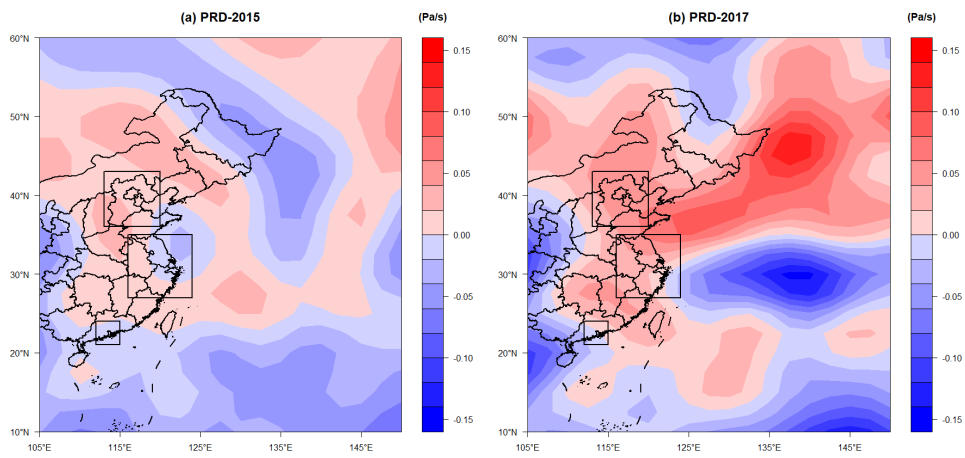 (a) PRD-2015
(Pa/s)
60°N
50°N
40°N
30°N
20°N
10°N
105°E
115°E
125°E
135°E
145°E
0.15
0.10
0.05
0.00
-0.05
-0.10
-0.15
(b) PRD-2017
(Pa/s)
60°N
50°N
40°N
30°N
20°N
10°N
105°E
115°E
125°E
135°E
145°E
0.15
0.10
0.05
0.00
-0.05
-0.10
-0.15